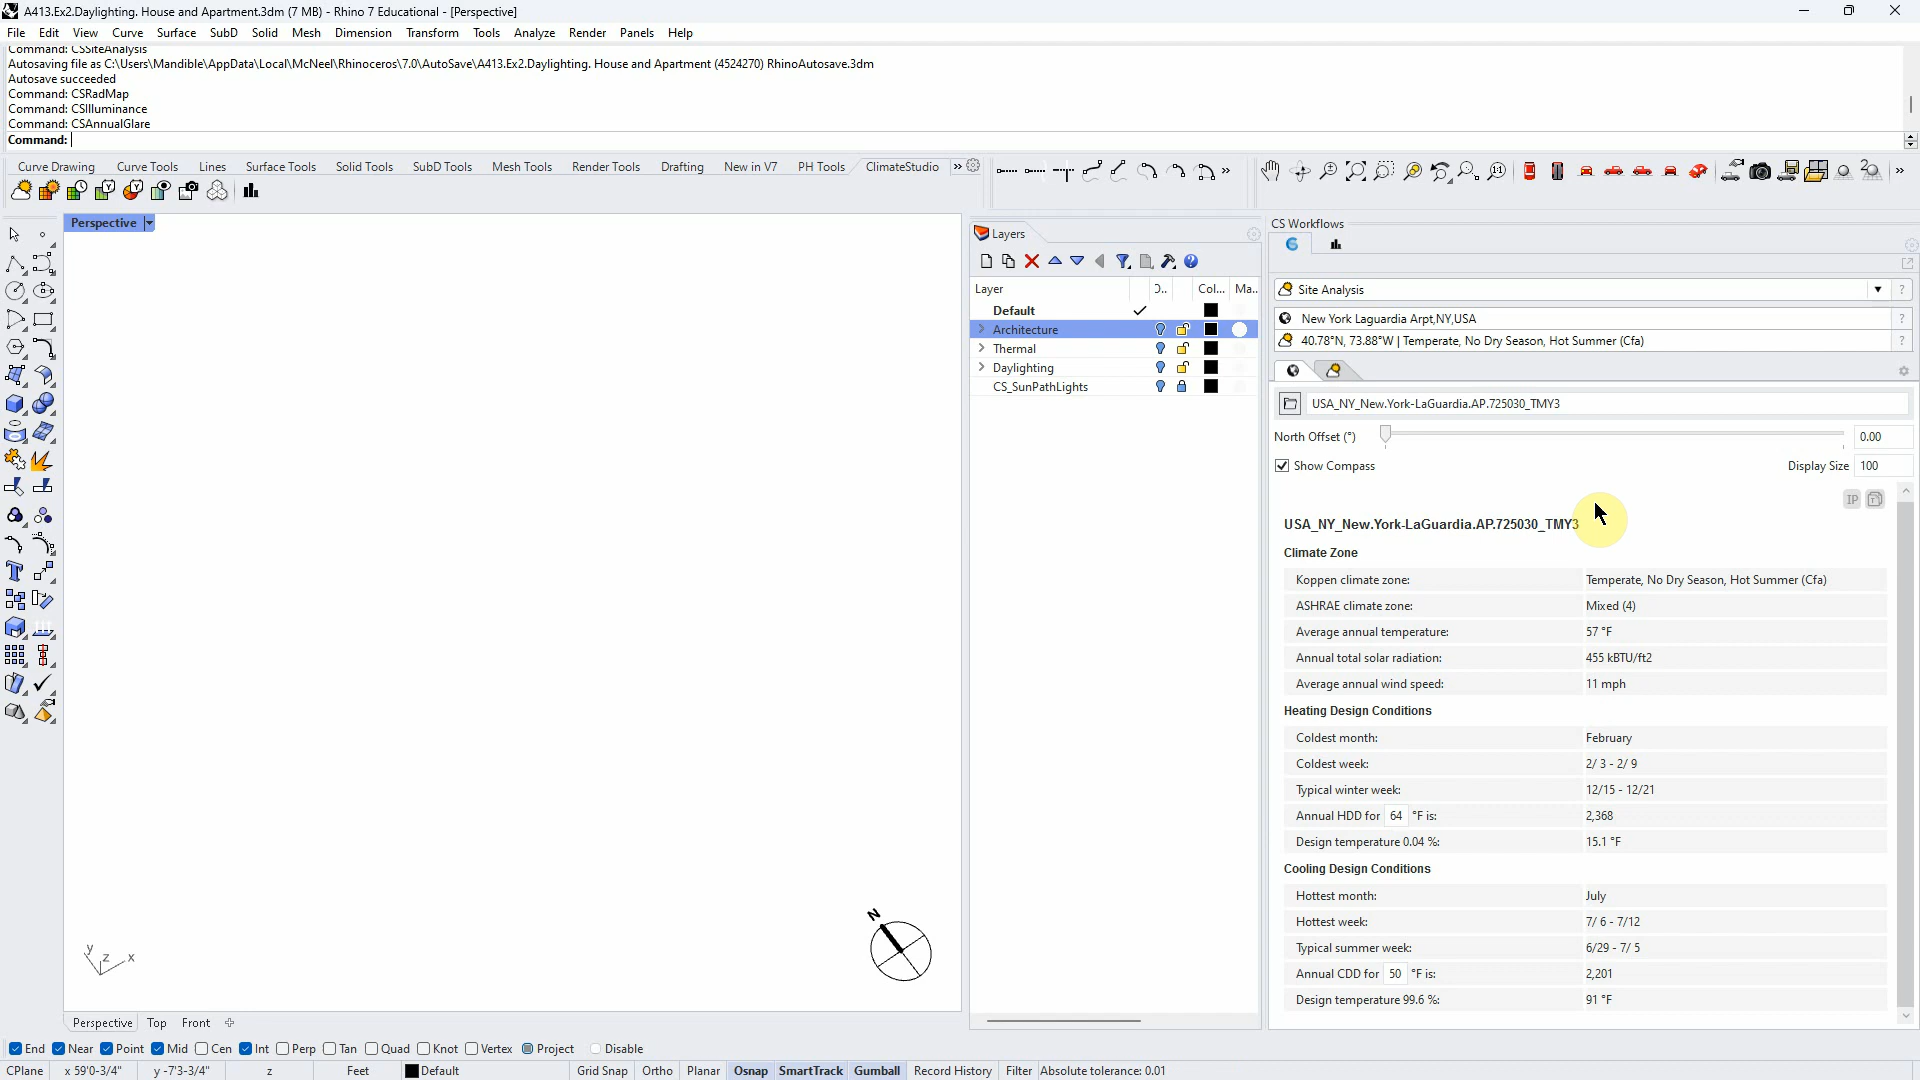 A413.Ex2.Daylighting. House and Apartment.3dm (7 MB) - Rhino 7 Educational - [Perspective]
File Edit View Curve Surface SubD Solid Mesh Dimension Transform Tools Analyze Render Panels Help
Command: CSSiteAnalysis
Autosaving file as C:\Users\Mandible\AppData\Local\McNeel\Rhinoceros\7.0\AutoSave\A413.Ex2.Daylighting. House and Apartment (4524270) RhinoAutosave.3dm
Autosave succeeded
Command: CSRadMap
Command: CSIlluminance
Command: CSAnnualGlare
Command:
Curve Drawing Curve Tools Lines Surface Tools Solid Tools SubD Tools Mesh Tools Render Tools Drafting New in V7 PH Tools ClimateStudio »
Perspective
Layers
Layer Col... Ma...
Default
Architecture
Thermal
Daylighting
CS_SunPathLights
CS Workflows
Site Analysis
New York Laguardia Arpt,NY,USA
40.78°N, 73.88°W | Temperate, No Dry Season, Hot Summer (Cfa)
USA_NY_New.York-LaGuardia.AP.725030_TMY3
North Offset (°) 0.00
Show Compass Display Size 100
IP
USA_NY_New.York-LaGuardia.AP.725030_TMY3
Climate Zone
Koppen climate zone: Temperate, No Dry Season, Hot Summer (Cfa)
ASHRAE climate zone: Mixed (4)
Average annual temperature: 57 °F
Annual total solar radiation: 455 kBTU/ft2
Average annual wind speed: 11 mph
Heating Design Conditions
Coldest month: February
Coldest week: 2/ 3 - 2/ 9
Typical winter week: 12/15 - 12/21
Annual HDD for 64 °F is: 2,368
Design temperature 0.04 %: 15.1 °F
Cooling Design Conditions
Hottest month: July
Hottest week: 7/ 6 - 7/12
Typical summer week: 6/29 - 7/ 5
Annual CDD for 50 °F is: 2,201
Design temperature 99.6 %: 91 °F
N
y z x
Perspective Top Front
End Near Point Mid Cen Int Perp Tan Quad Knot Vertex Project Disable
CPlane x 59'0-3/4" y -7'3-3/4" z Feet Default Grid Snap Ortho Planar Osnap SmartTrack Gumball Record History Filter Absolute tolerance: 0.01